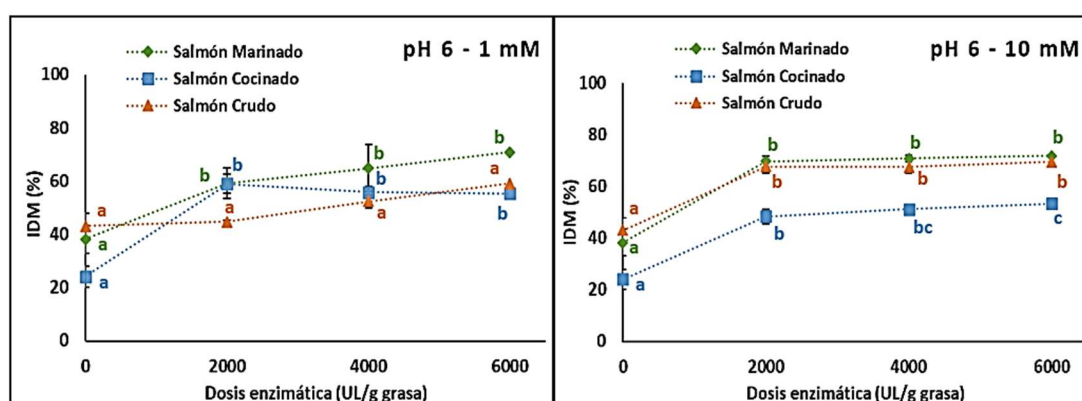 pH 6 - 1 mM
Salmón Marinado
Salmón Cocinado
Salmón Crudo
100
80
60
40
20
0
IDM (%)
a
a
a
b
b
a
b
b
a
b
a
b
0
2000
4000
6000
Dosis enzimática (UL/g grasa)
pH 6 - 10 mM
Salmón Marinado
Salmón Cocinado
Salmón Crudo
100
80
60
40
20
0
IDM (%)
a
a
a
b
b
b
b
b
bc
b
b
c
0
2000
4000
6000
Dosis enzimática (UL/g grasa)